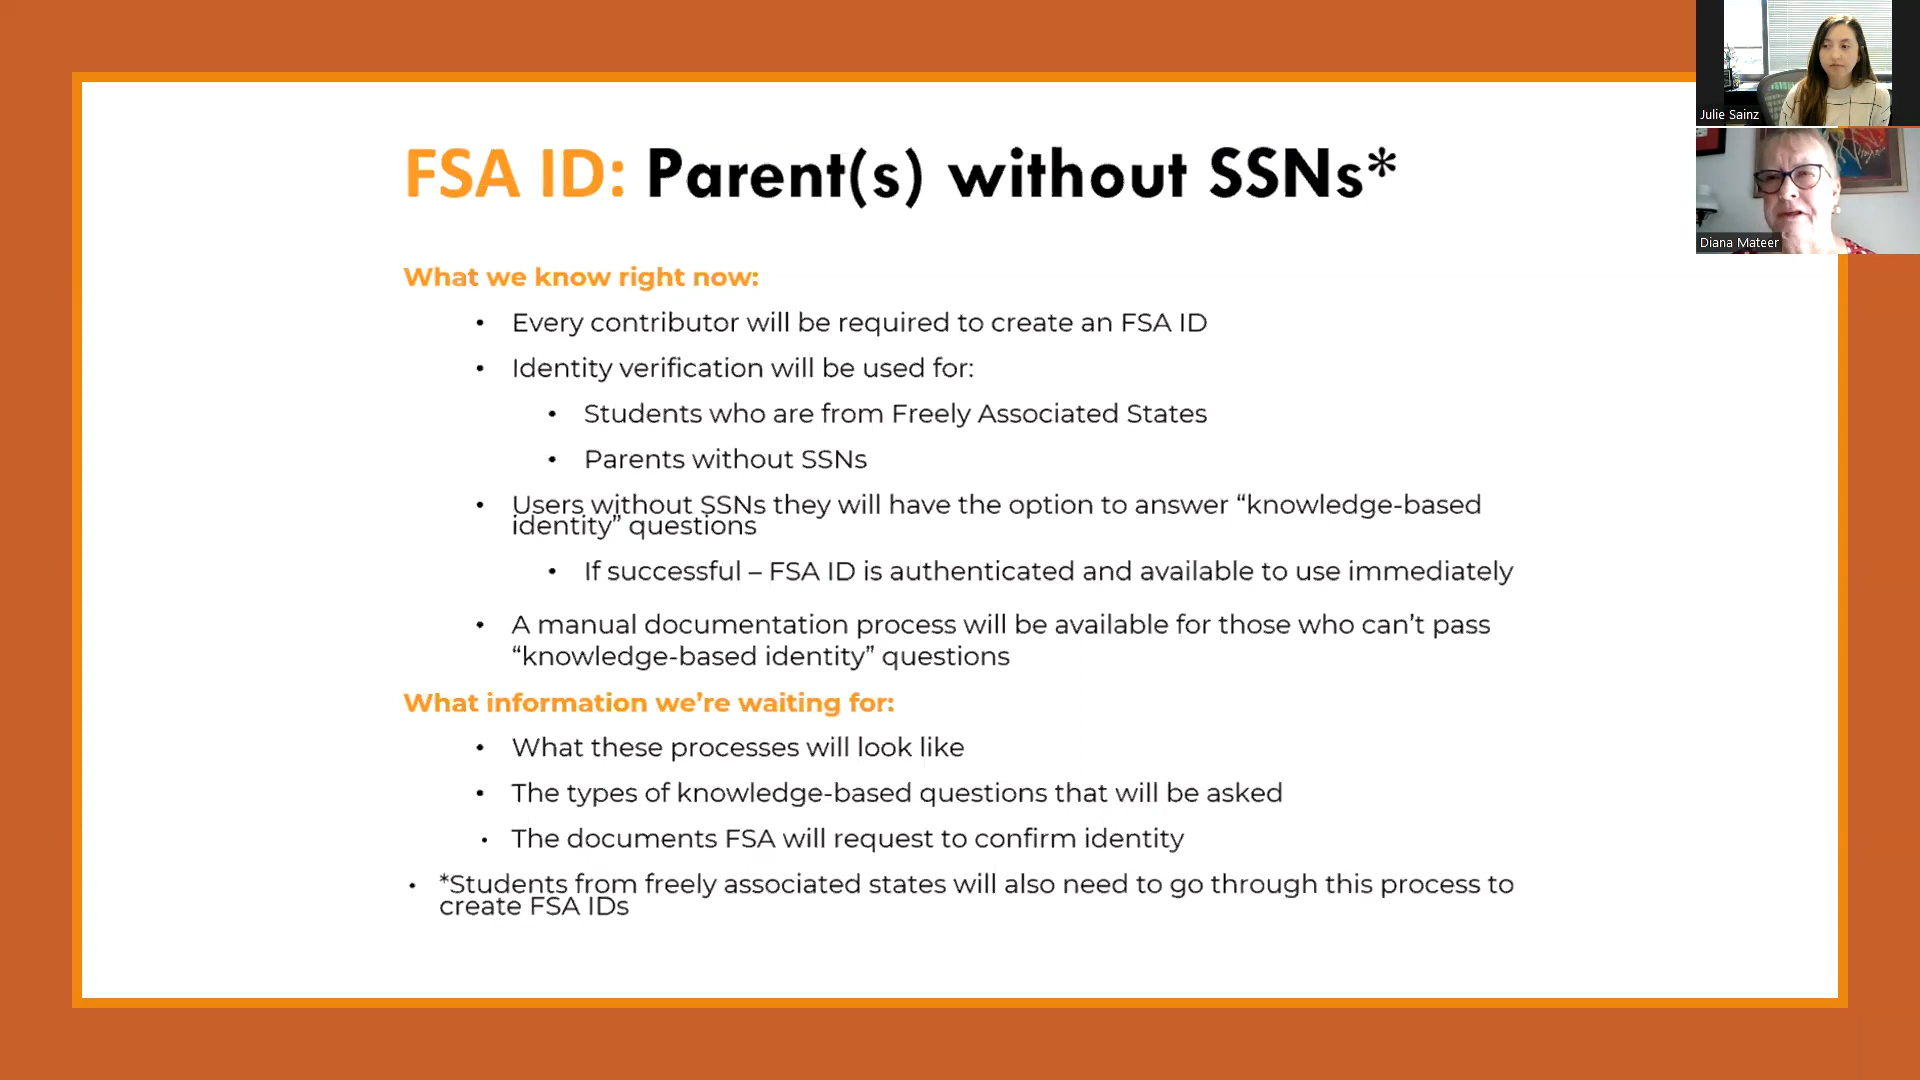 FSA ID: Parent(s) without SSNs*
What we know right now:
• Every contributor will be required to create an FSA ID
• Identity verification will be used for:
• Students who are from Freely Associated States
• Parents without SSNs
• Users without SSNs they will have the option to answer “knowledge-based
identity” questions
• If successful – FSA ID is authenticated and available to use immediately
• A manual documentation process will be available for those who can’t pass
“knowledge-based identity” questions
What information we’re waiting for:
• What these processes will look like
• The types of knowledge-based questions that will be asked
• The documents FSA will request to confirm identity
• *Students from freely associated states will also need to go through this process to
create FSA IDs
Julie Sainz
Diana Mateer